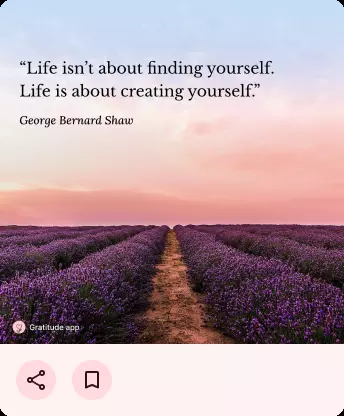 “Life isn’t about finding yourself.
Life is about creating yourself.”
George Bernard Shaw
Gratitude app